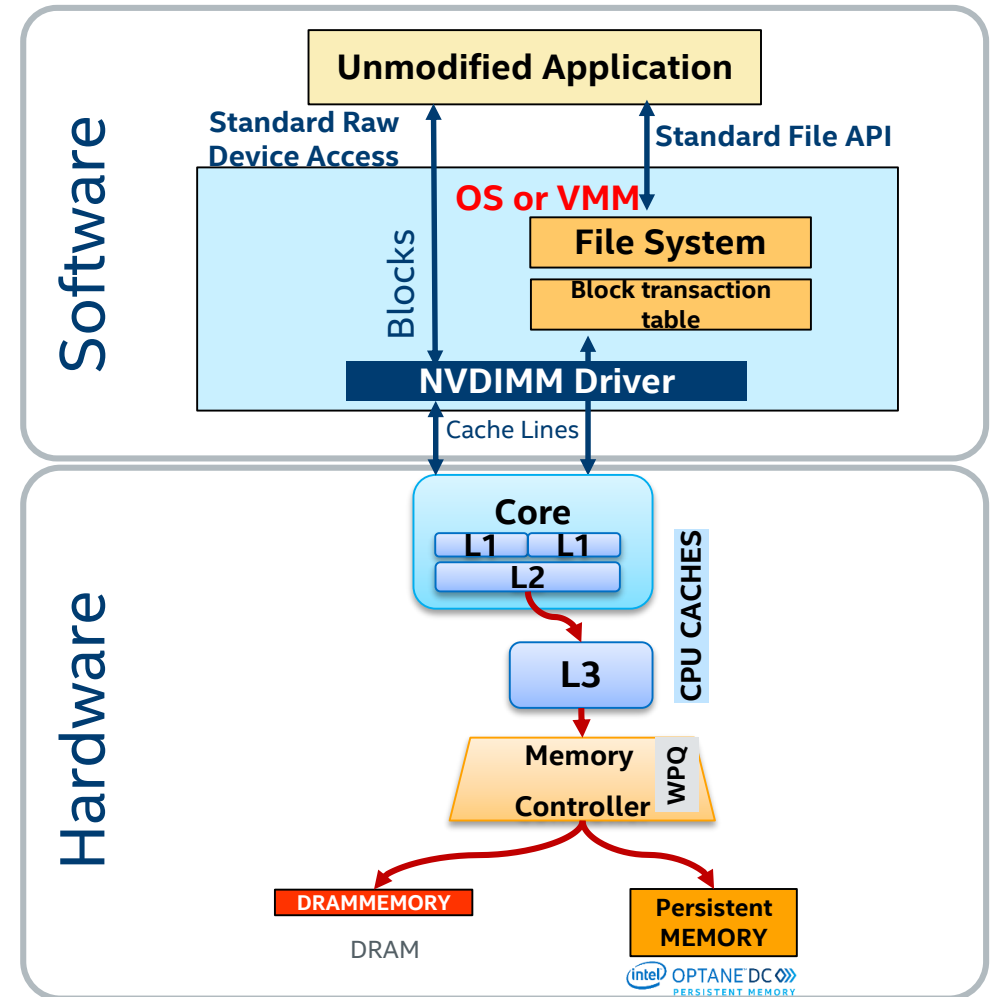 Software
Unmodified Application
Standard Raw
Device Access
Standard File API
OS or VMM
Blocks
File System
Block transaction
table
NVDIMM Driver
Cache Lines
Hardware
Core
L1
L1
L2
CPU CACHES
L3
Memory
Controller
WPQ
DRAMMEMORY
DRAM
Persistent
MEMORY
intel OPTANE™DC
PERSISTENT MEMORY